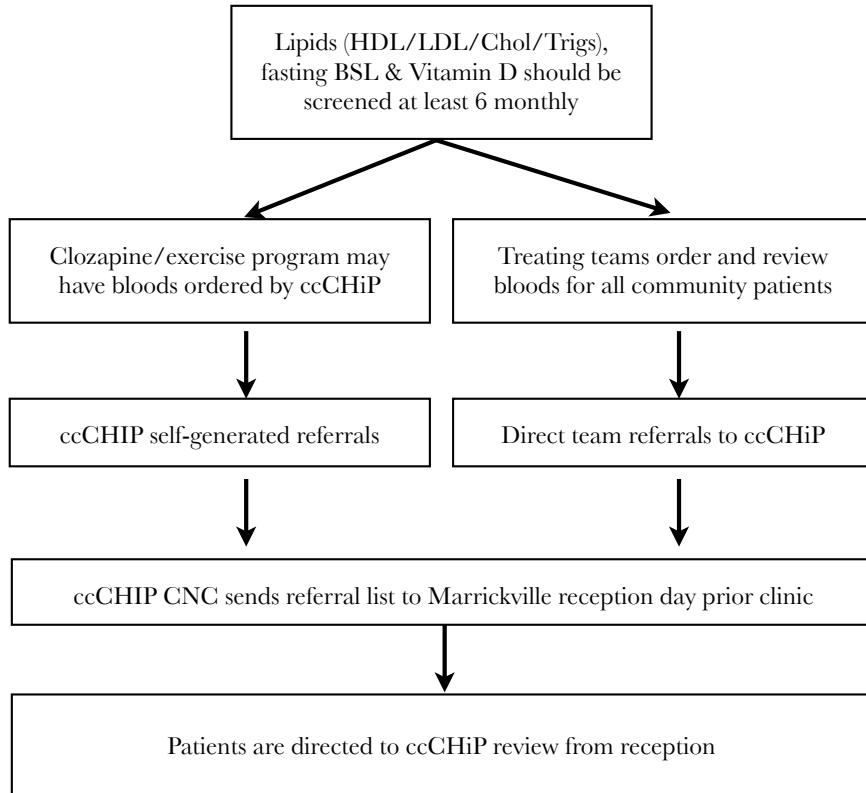 Lipids (HDL/LDL/Chol/Trigs),
fasting BSL & Vitamin D should be
screened at least 6 monthly
Clozapine/exercise program may
have bloods ordered by ccCHiP
Treating teams order and review
bloods for all community patients
ccCHIP self-generated referrals
Direct team referrals to ccCHiP
ccCHIP CNC sends referral list to Marrickville reception day prior clinic
Patients are directed to ccCHiP review from reception